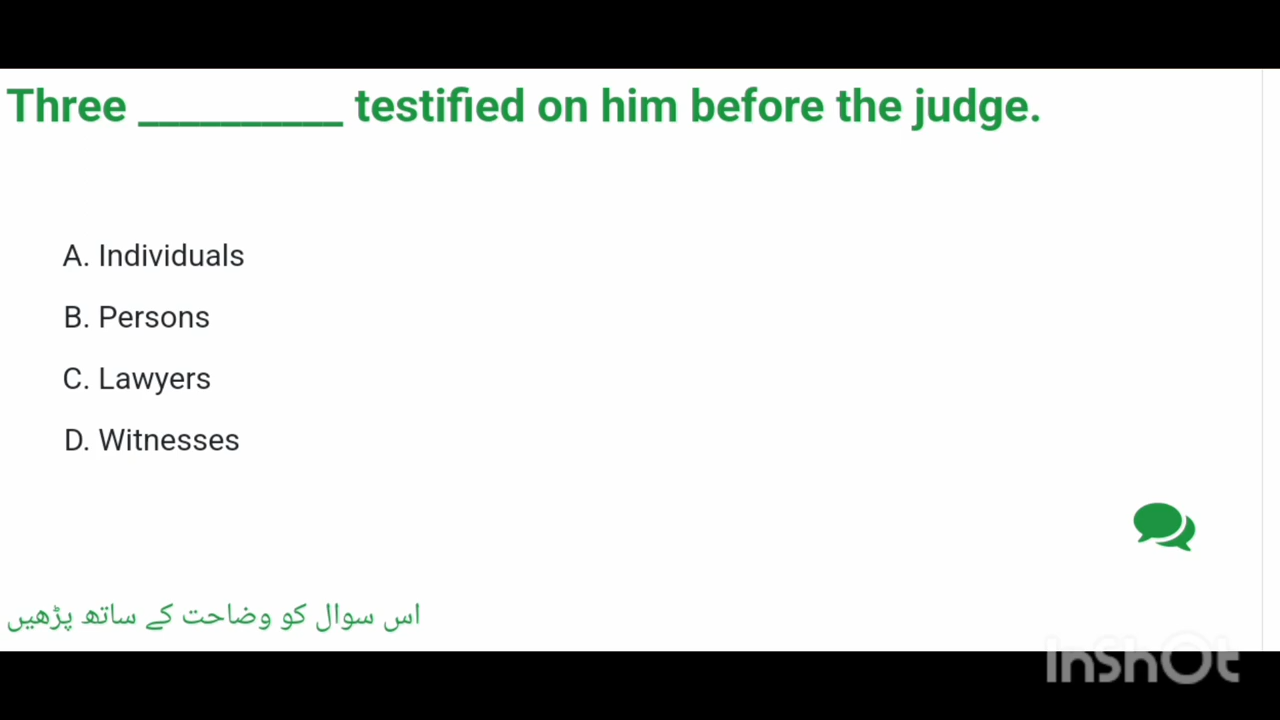 Three __________ testified on him before the judge.
A. Individuals
B. Persons
C. Lawyers
D. Witnesses
اس سوال کو وضاحت کے ساتھ پڑھیں
InShOt